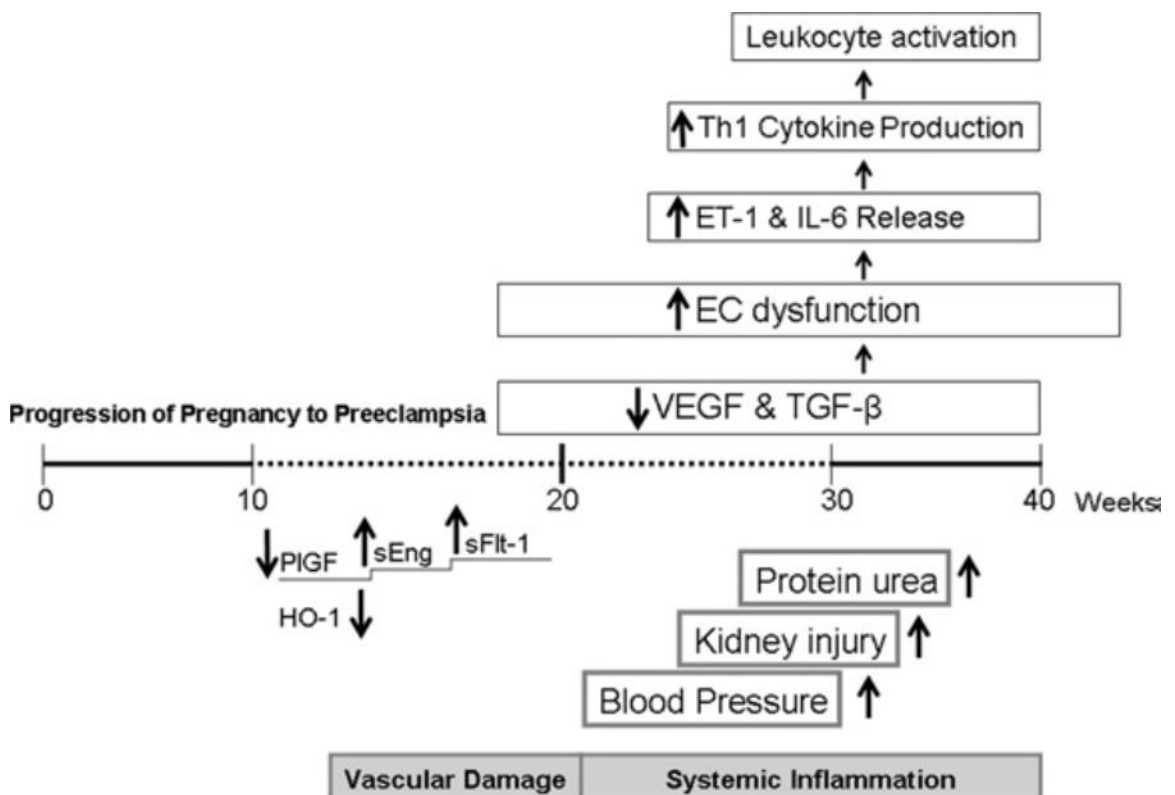 Leukocyte activation
Th1 Cytokine Production
ET-1 & IL-6 Release
EC dysfunction
VEGF & TGF-β
Progression of Pregnancy to Preeclampsia
0 10 20 30 40 Weeks
PlGF sEng sFlt-1
HO-1
Protein urea
Kidney injury
Blood Pressure
Vascular Damage Systemic Inflammation